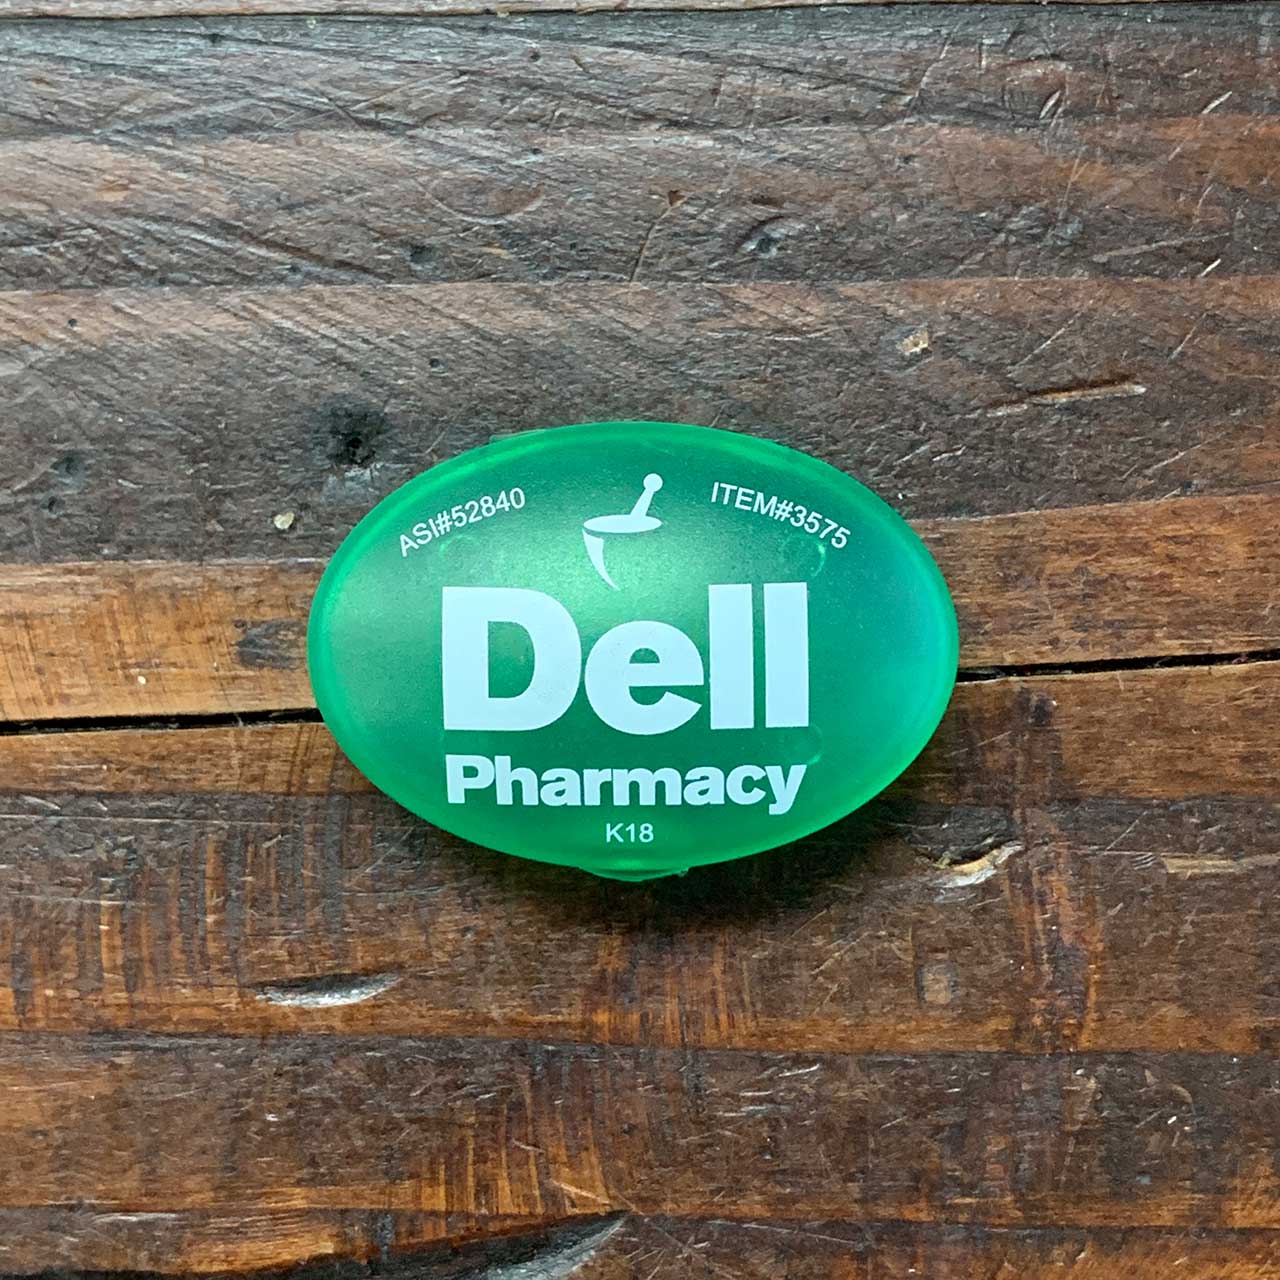 ASI#52840
ITEM#3575
Dell
Pharmacy
K18